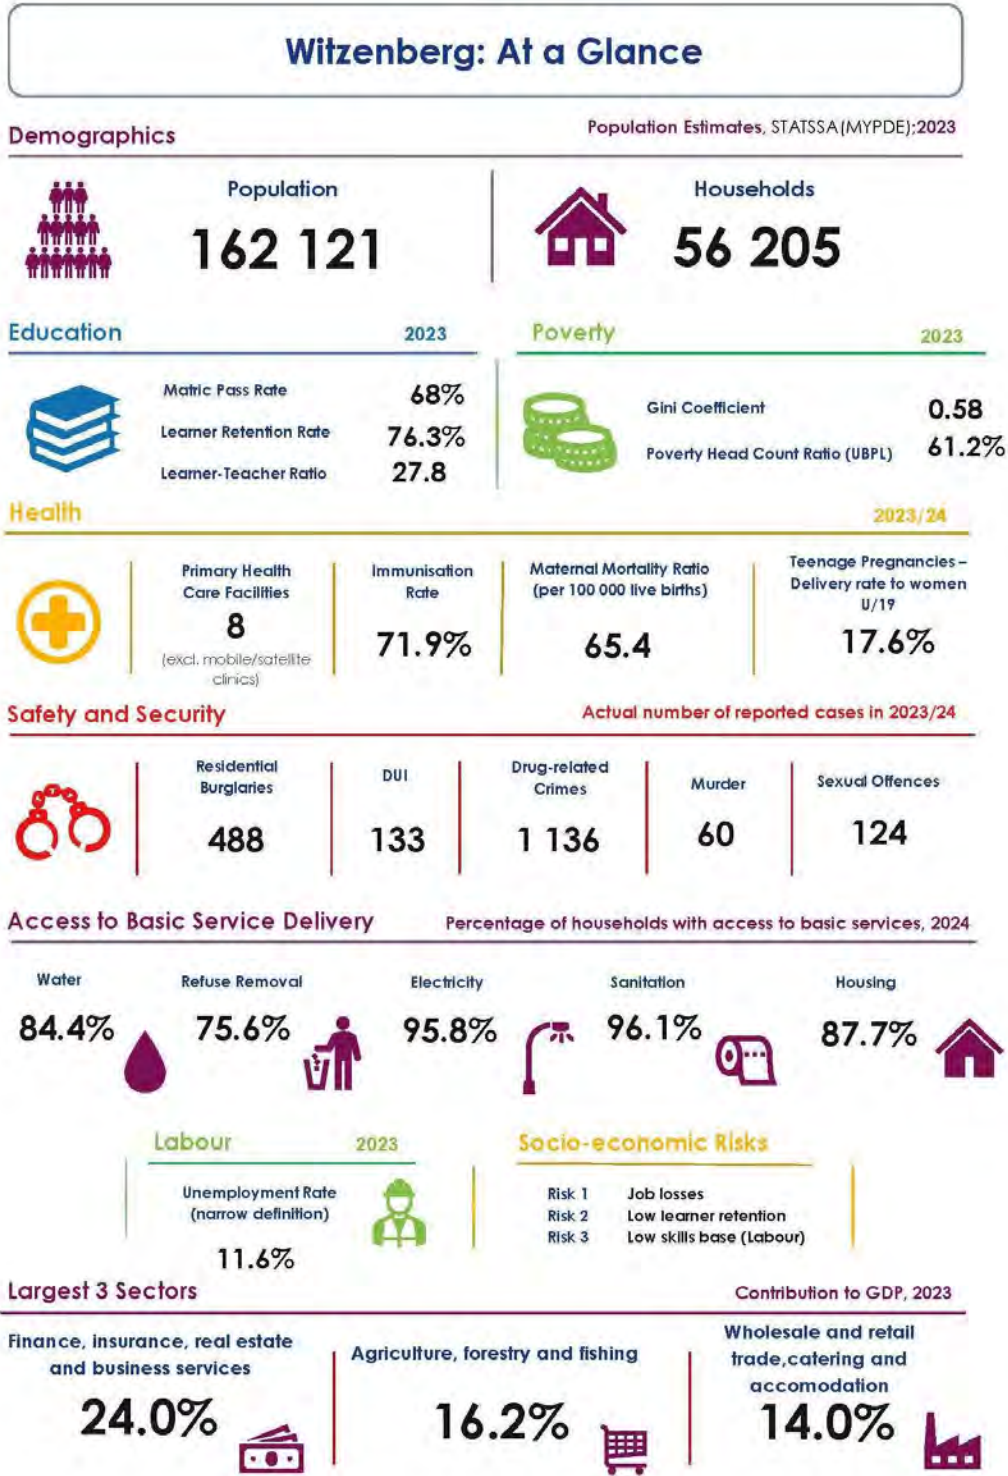 Witzenberg: At a Glance
Demographics
Population Estimates, STATSSA(MYPDE);2023
Population
162 121
Households
56 205
Education 2023
Matric Pass Rate 68%
Learner Retention Rate 76.3%
Learner-Teacher Ratio 27.8
Poverty 2023
Gini Coefficient 0.58
Poverty Head Count Ratio (UBPL) 61.2%
Health 2023/24
Primary Health
Care Facilities
8
(excl. mobile/satellite
clinics)
Immunisation
Rate
71.9%
Maternal Mortality Ratio
(per 100 000 live births)
65.4
Teenage Pregnancies –
Delivery rate to women
U/19
17.6%
Safety and Security
Actual number of reported cases in 2023/24
Residential
Burglaries
488
DUI
133
Drug-related
Crimes
1 136
Murder
60
Sexual Offences
124
Access to Basic Service Delivery
Percentage of households with access to basic services, 2024
Water
84.4%
Refuse Removal
75.6%
Electricity
95.8%
Sanitation
96.1%
Housing
87.7%
Labour 2023
Unemployment Rate
(narrow definition)
11.6%
Socio-economic Risks
Risk 1 Job losses
Risk 2 Low learner retention
Risk 3 Low skills base (Labour)
Largest 3 Sectors
Contribution to GDP, 2023
Finance, insurance, real estate
and business services
24.0%
Agriculture, forestry and fishing
16.2%
Wholesale and retail
trade,catering and
accomodation
14.0%